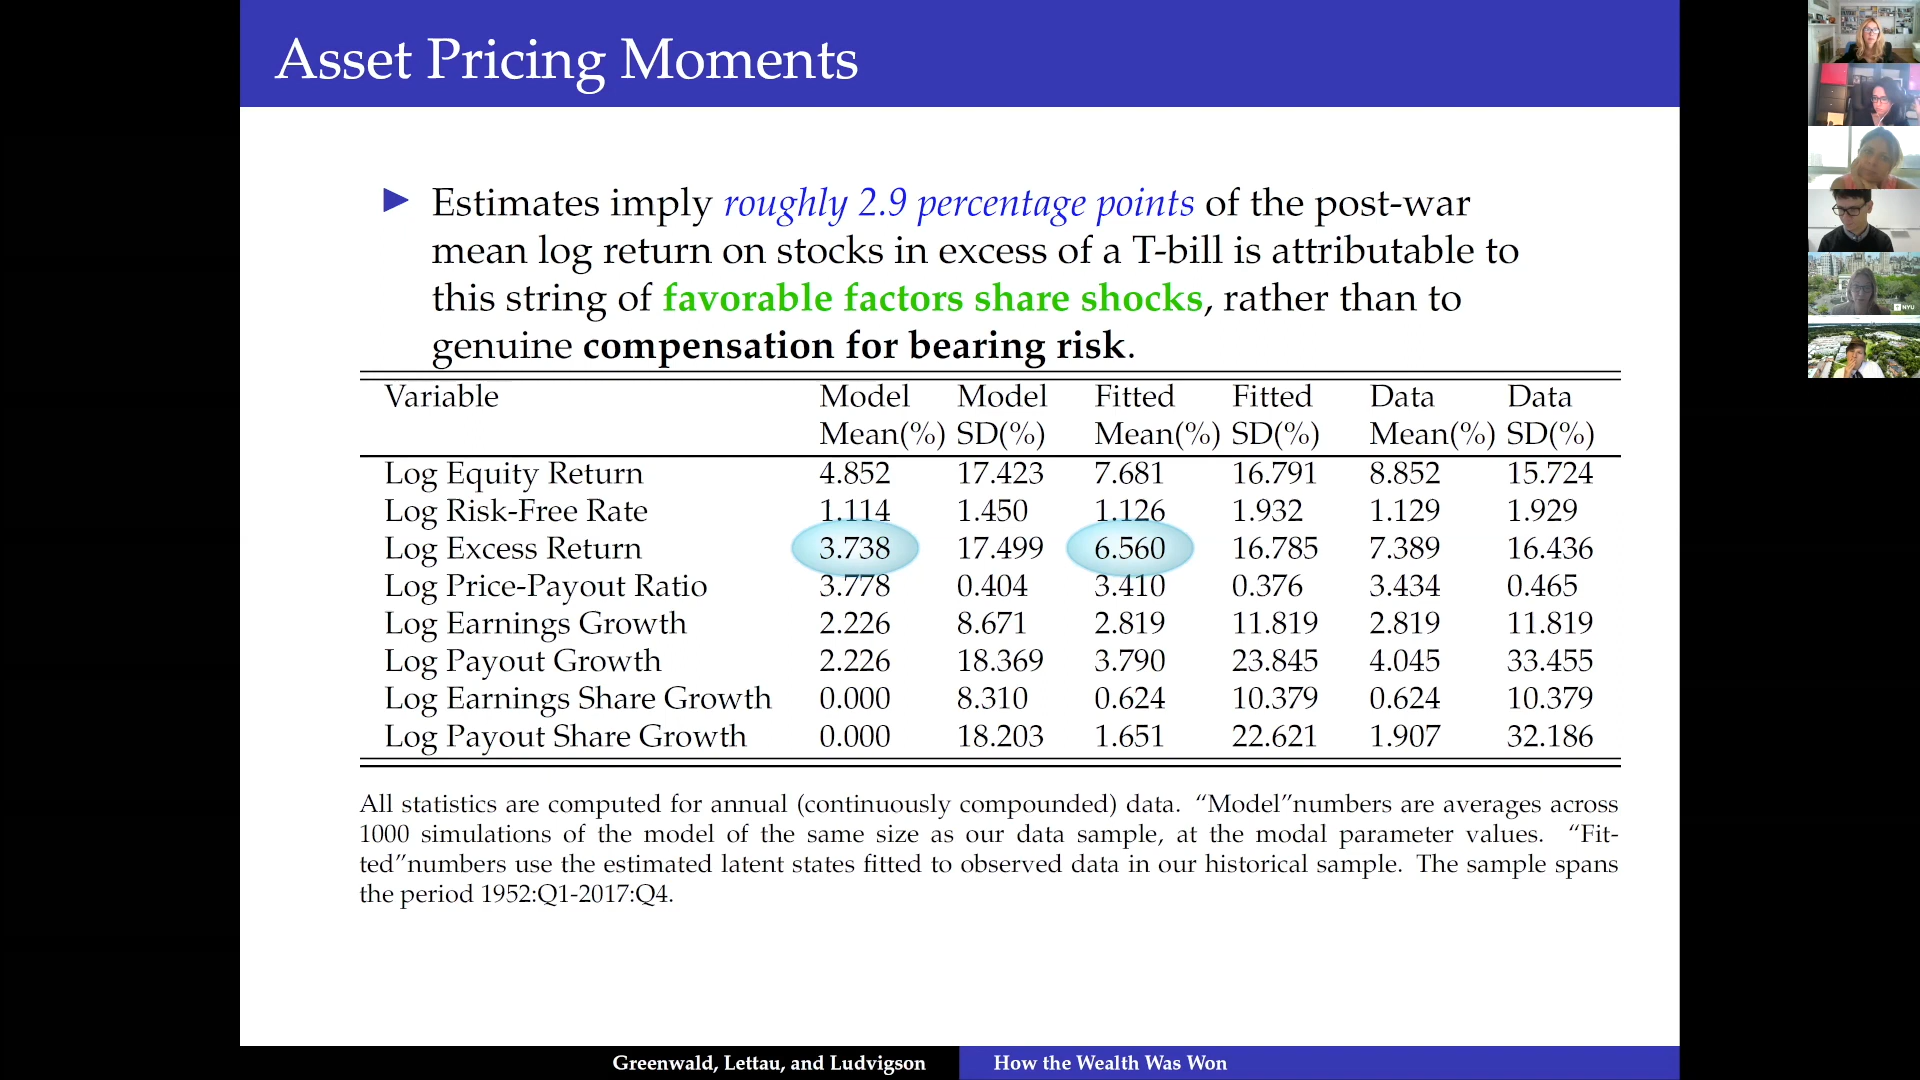 Asset Pricing Moments
Estimates imply roughly 2.9 percentage points of the post-war
mean log return on stocks in excess of a T-bill is attributable to
this string of favorable factors share shocks, rather than to
genuine compensation for bearing risk.
Variable Model Model Fitted Fitted Data Data
Mean(%) SD(%) Mean(%) SD(%) Mean(%) SD(%)
Log Equity Return 4.852 17.423 7.681 16.791 8.852 15.724
Log Risk-Free Rate 1.114 1.450 1.126 1.932 1.129 1.929
Log Excess Return 3.738 17.499 6.560 16.785 7.389 16.436
Log Price-Payout Ratio 3.778 0.404 3.410 0.376 3.434 0.465
Log Earnings Growth 2.226 8.671 2.819 11.819 2.819 11.819
Log Payout Growth 2.226 18.369 3.790 23.845 4.045 33.455
Log Earnings Share Growth 0.000 8.310 0.624 10.379 0.624 10.379
Log Payout Share Growth 0.000 18.203 1.651 22.621 1.907 32.186
All statistics are computed for annual (continuously compounded) data. “Model”numbers are averages across
1000 simulations of the model of the same size as our data sample, at the modal parameter values. “Fit-
ted”numbers use the estimated latent states fitted to observed data in our historical sample. The sample spans
the period 1952:Q1-2017:Q4.
Greenwald, Lettau, and Ludvigson How the Wealth Was Won
NYU